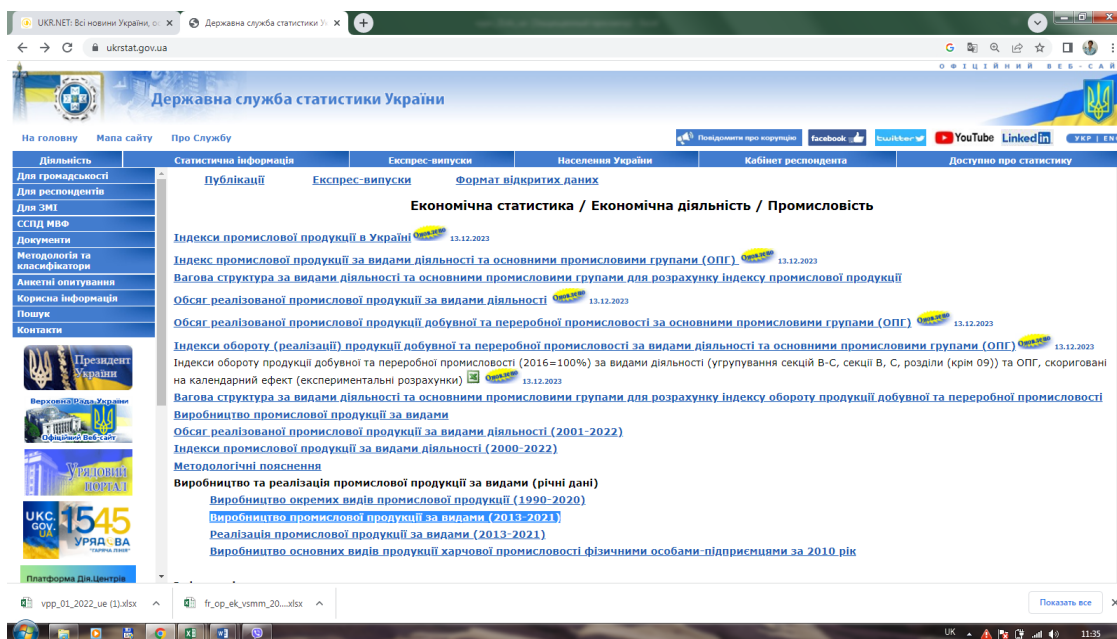 UKR.NET: Всі новини України, ос
Державна служба статистики У
ukrstat.gov.ua
ОФІЦІЙНИЙ ВЕБ-САЙ
Державна служба статистики України
На головну Мапа сайту Про Службу
Повідомити про корупцію facebook twitter YouTube Linked in УКР | EN
Діяльність Статистична інформація Експрес-випуски Населення України Кабінет респондента Доступно про статистику
Для громадськості
Для респондентів
Для ЗМІ
ССПД МВФ
Документи
Методологія та
класифікатори
Анкетні опитування
Корисна інформація
Пошук
Контакти
Президент
України
Верховна Рада України
Офіційний Веб-сайт
Урядовий
портал
UKC.
GOV.
UA
1545
УРЯДОВА
"ГАРЯЧА ЛІНІЯ"
Платформа Дія.Центрів
Публікації Експрес-випуски Формат відкритих даних
Економічна статистика / Економічна діяльність / Промисловість
Індекси промислової продукції в Україні Оновлено 13.12.2023
Індекс промислової продукції за видами діяльності та основними промисловими групами (ОПГ) Оновлено 13.12.2023
Вагова структура за видами діяльності та основними промисловими групами для розрахунку індексу промислової продукції
Обсяг реалізованої промислової продукції за видами діяльності Оновлено 13.12.2023
Обсяг реалізованої промислової продукції добувної та переробної промисловості за основними промисловими групами (ОПГ) Оновлено 13.12.2023
Індекси обороту (реалізації) продукції добувної та переробної промисловості за видами діяльності та основними промисловими групами (ОПГ) Оновлено 13.12.2023
Індекси обороту продукції добувної та переробної промисловості (2016=100%) за видами діяльності (угрупування секцій В-С, секції В, С, розділи (крім 09)) та ОПГ, скориговані
на календарний ефект (експериментальні розрахунки) Оновлено 13.12.2023
Вагова структура за видами діяльності та основними промисловими групами для розрахунку індексу обороту продукції добувної та переробної промисловості
Виробництво промислової продукції за видами
Обсяг реалізованої промислової продукції за видами діяльності (2001-2022)
Індекси промислової продукції за видами діяльності (2000-2022)
Методологічні пояснення
Виробництво та реалізація промислової продукції за видами (річні дані)
Виробництво окремих видів промислової продукції (1990-2020)
Виробництво промислової продукції за видами (2013-2021)
Реалізація промислової продукції за видами (2013-2021)
Виробництво основних видів продукції харчової промисловості фізичними особами-підприємцями за 2010 рік
vpp_01_2022_ue (1).xlsx
fr_op_ek_vsmm_20....xlsx
Показать все
UK
11:35